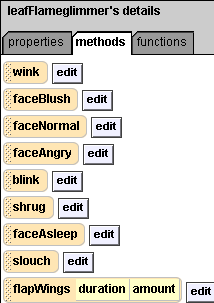 leafFlameglimmer's details
properties methods functions
wink edit
faceBlush edit
faceNormal edit
faceAngry edit
blink edit
shrug edit
faceAsleep edit
slouch edit
flapWings duration amount edit